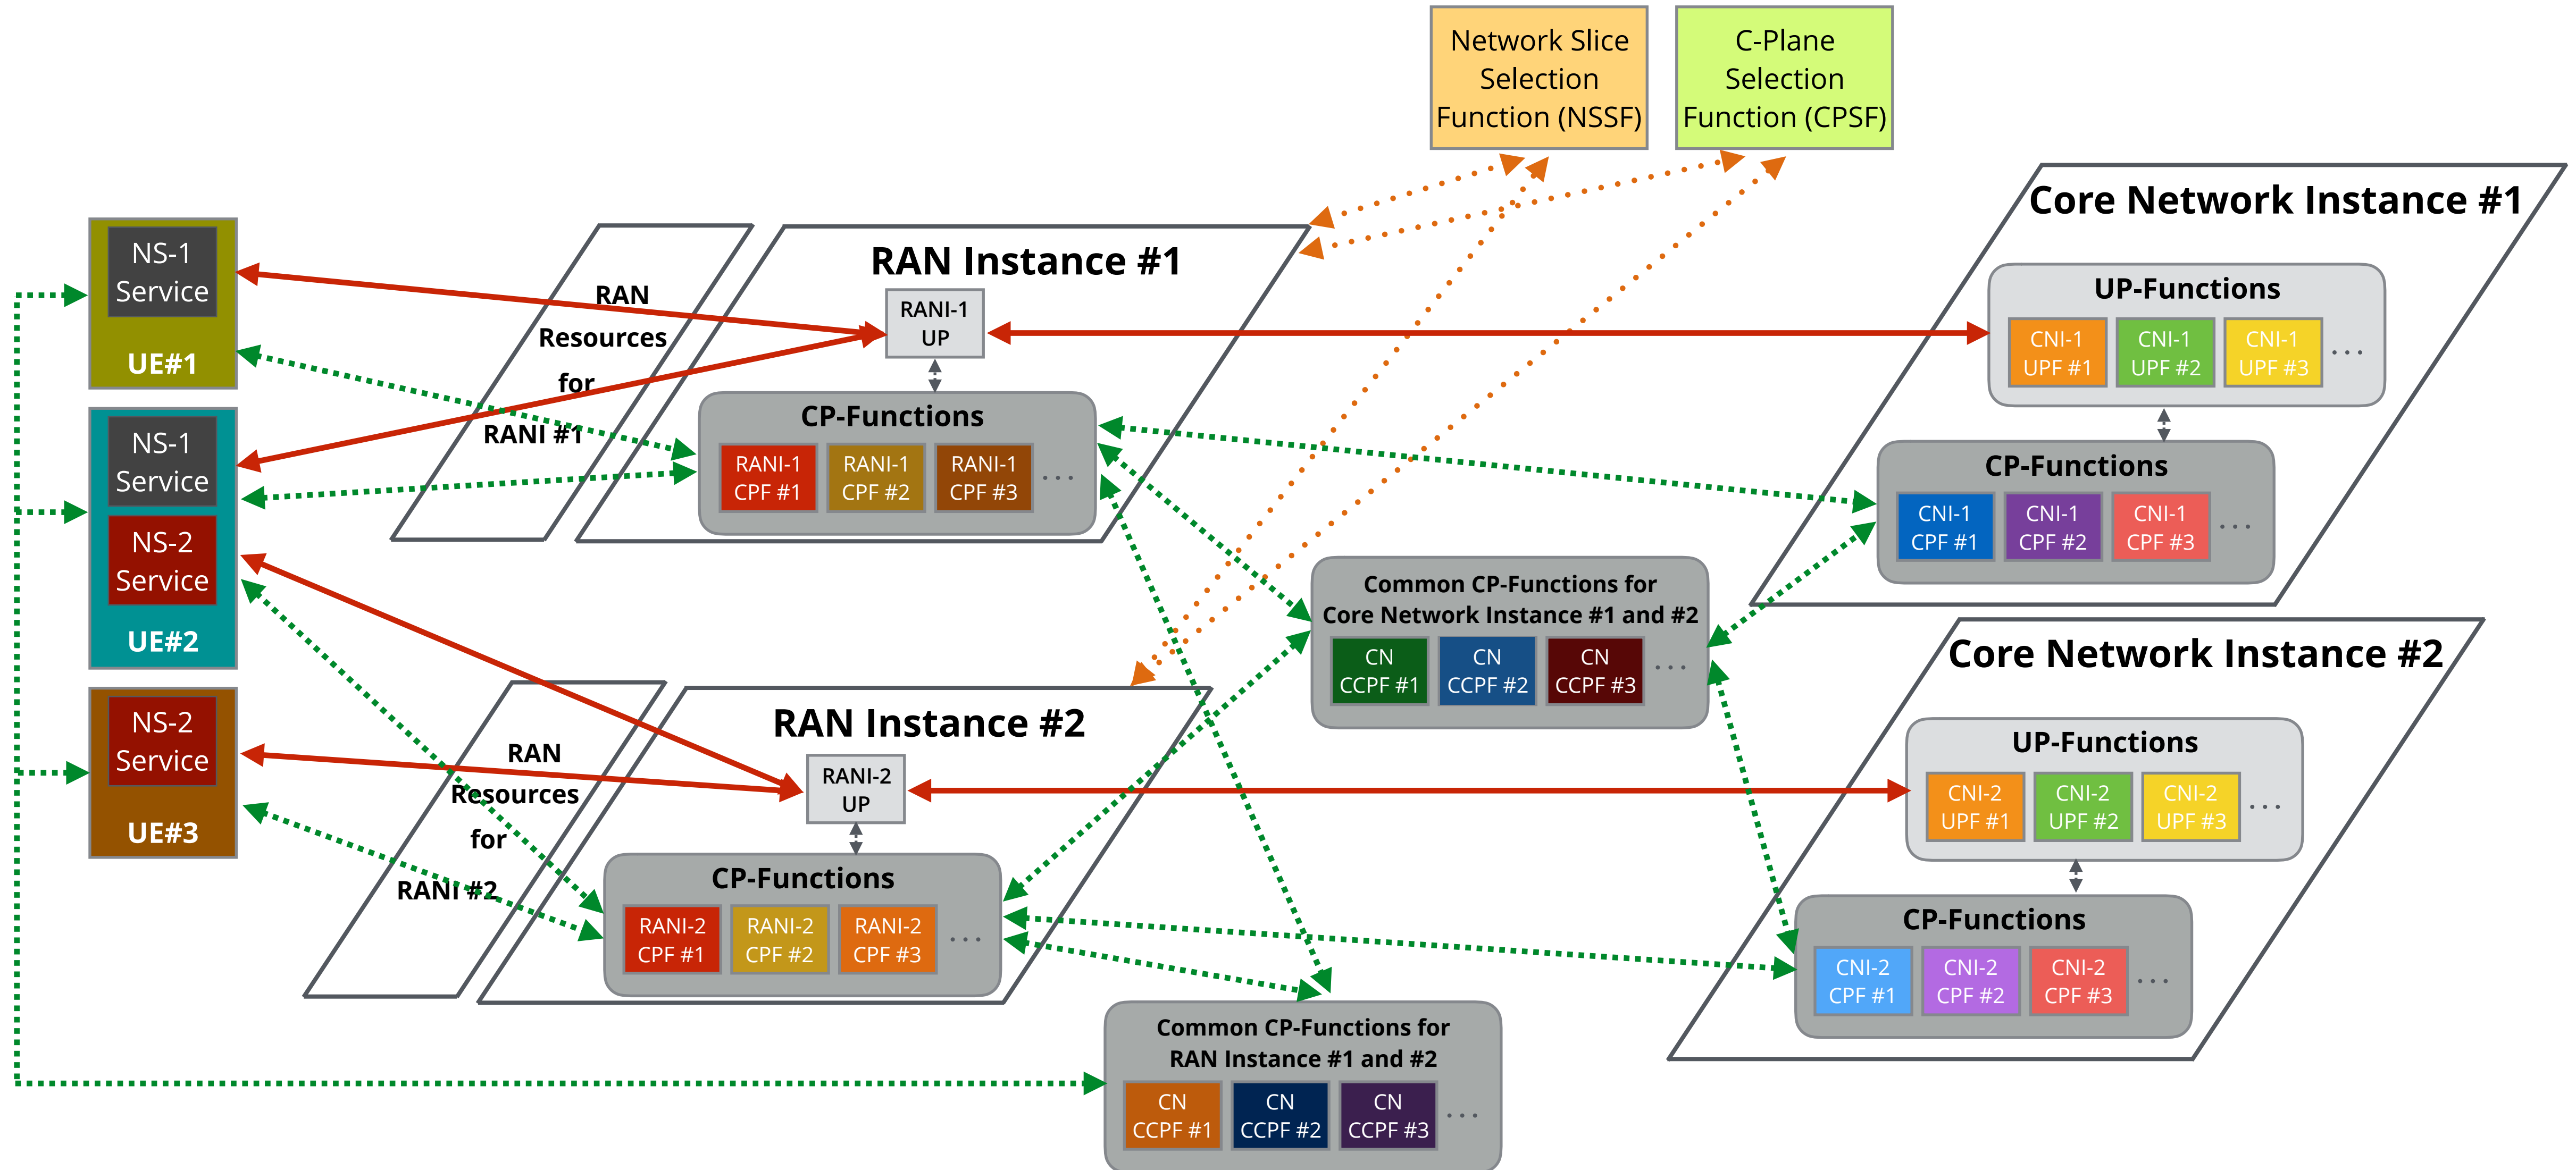 Network Slice
Selection
Function (NSSF)
C-Plane
Selection
Function (CPSF)
Core Network Instance #1
UP-Functions
CNI-1
UPF #1
CNI-1
UPF #2
CNI-1
UPF #3
...
CP-Functions
CNI-1
CPF #1
CNI-1
CPF #2
CNI-1
CPF #3
...
NS-1
Service
UE#1
NS-1
Service
NS-2
Service
UE#2
NS-2
Service
UE#3
RAN
Resources
for
RANI #1
RAN Instance #1
RANI-1
UP
CP-Functions
RANI-1
CPF #1
RANI-1
CPF #2
RANI-1
CPF #3
...
Common CP-Functions for
Core Network Instance #1 and #2
CN
CCPF #1
CN
CCPF #2
CN
CCPF #3
...
Core Network Instance #2
UP-Functions
CNI-2
UPF #1
CNI-2
UPF #2
CNI-2
UPF #3
...
CP-Functions
CNI-2
CPF #1
CNI-2
CPF #2
CNI-2
CPF #3
...
RAN
Resources
for
RANI #2
RAN Instance #2
RANI-2
UP
CP-Functions
RANI-2
CPF #1
RANI-2
CPF #2
RANI-2
CPF #3
...
Common CP-Functions for
RAN Instance #1 and #2
CN
CCPF #1
CN
CCPF #2
CN
CCPF #3
...